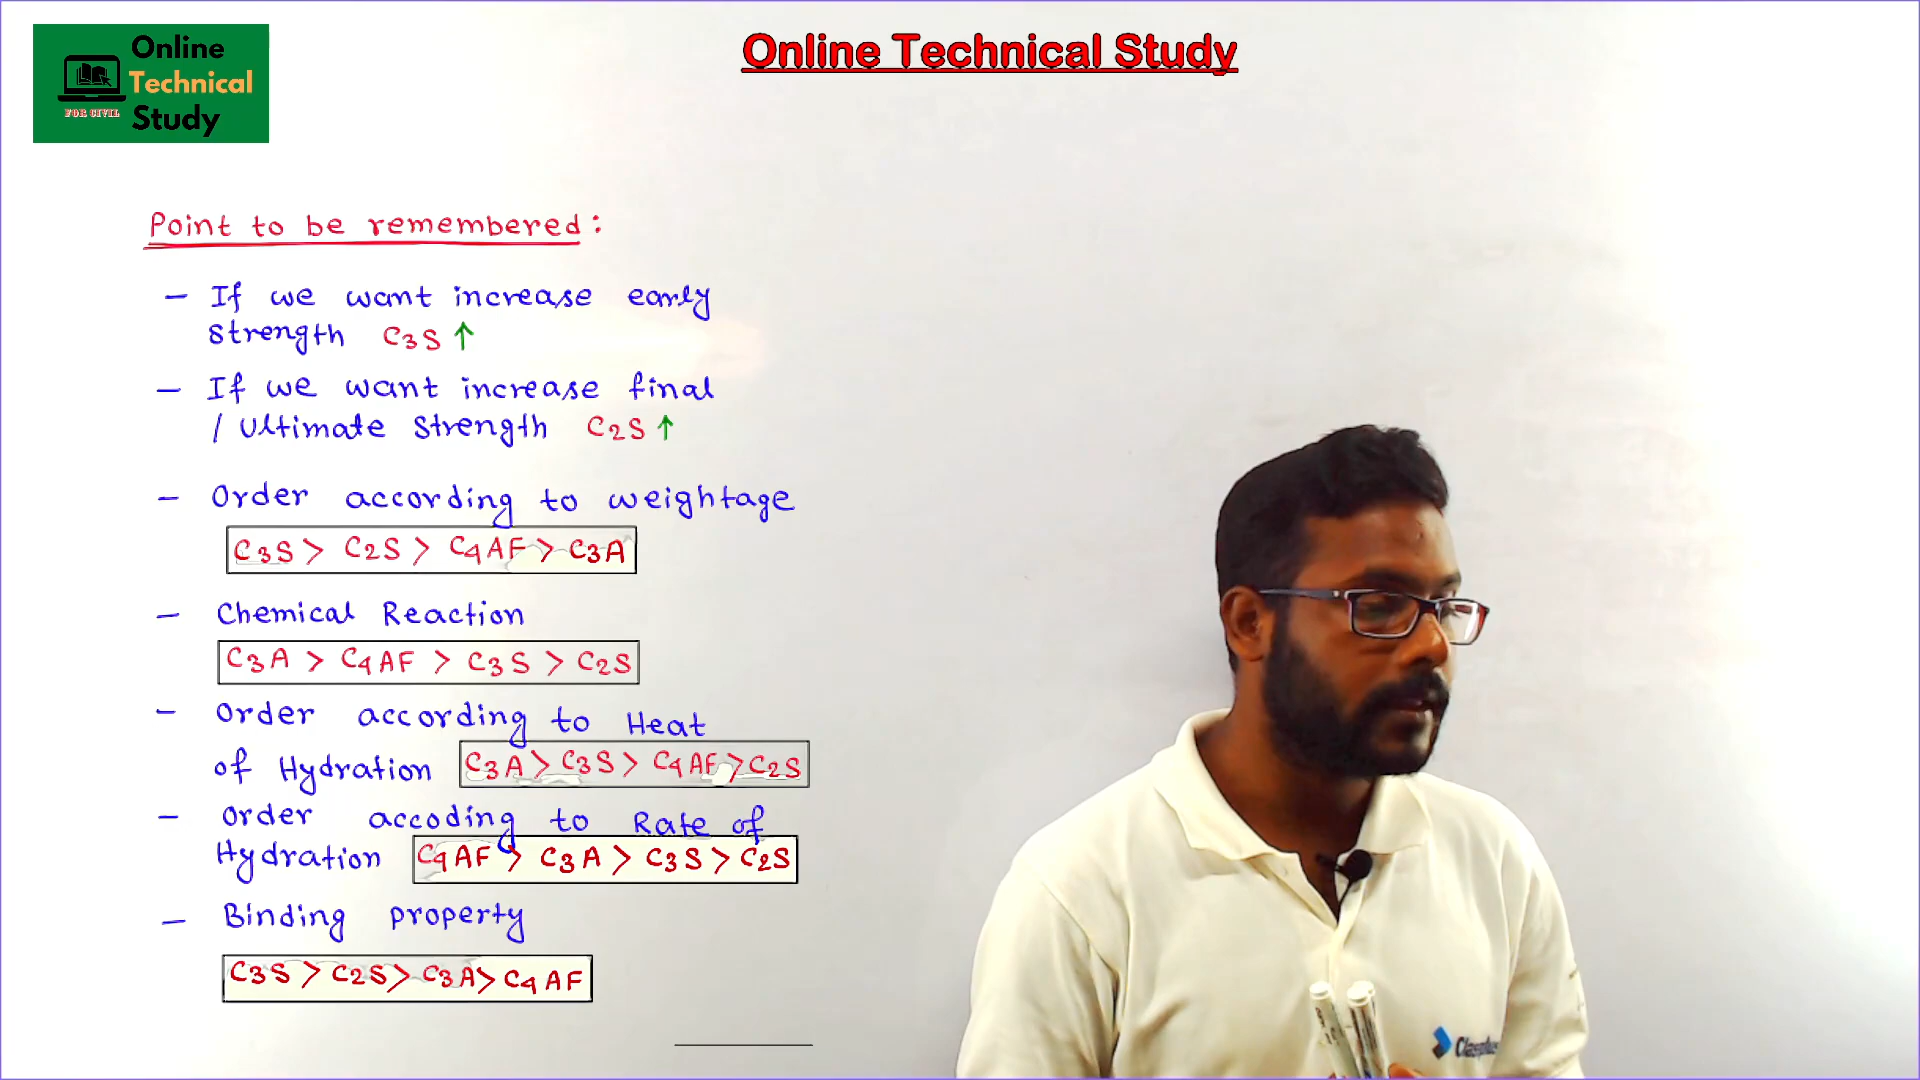 Online
Technical
FOR CIVIL
Study
Online Technical Study
Point to be remembered:
- If we want increase early
strength C3S ↑
- If we want increase final
/ Ultimate strength C2S ↑
- Order according to weightage
C3S > C2S > C4AF > C3A
- Chemical Reaction
C3A > C4AF > C3S > C2S
- Order according to Heat
of Hydration C3A > C3S > C4AF > C2S
- Order accoding to Rate of
Hydration C4AF > C3A > C3S > C2S
- Binding property
C3S > C2S > C3A > C4AF
Classplus